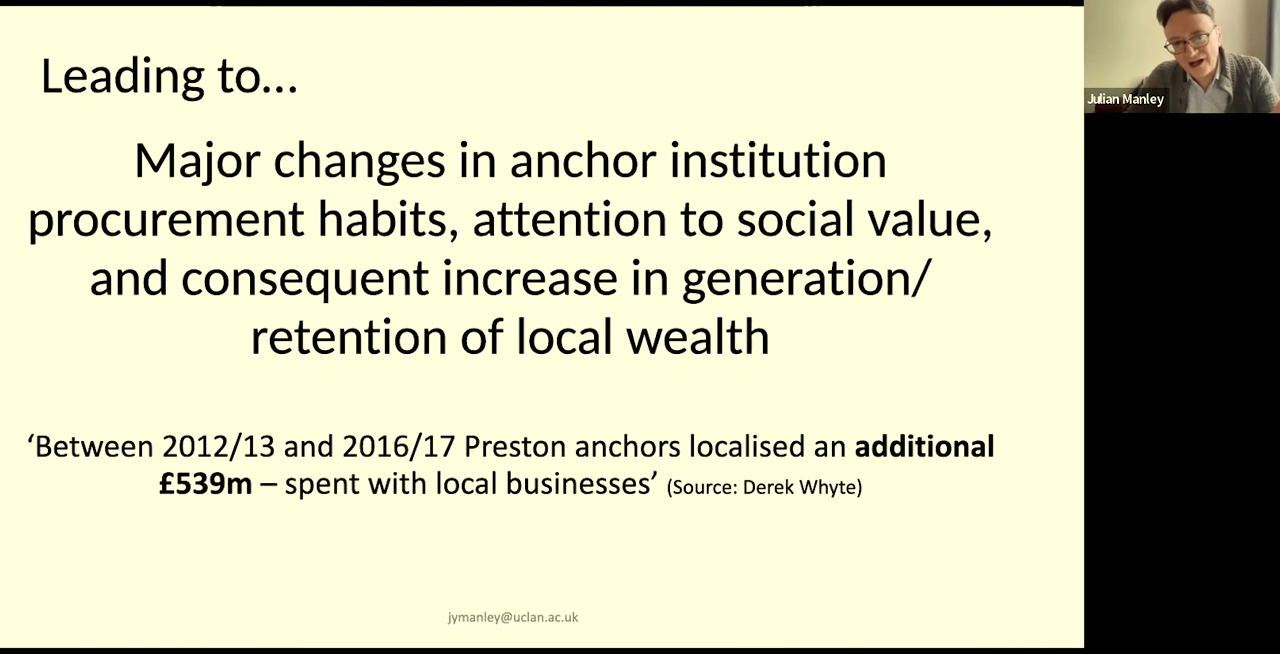 Leading to...
Major changes in anchor institution
procurement habits, attention to social value,
and consequent increase in generation/
retention of local wealth
‘Between 2012/13 and 2016/17 Preston anchors localised an additional
£539m – spent with local businesses’ (Source: Derek Whyte)
jymanley@uclan.ac.uk
Julian Manley